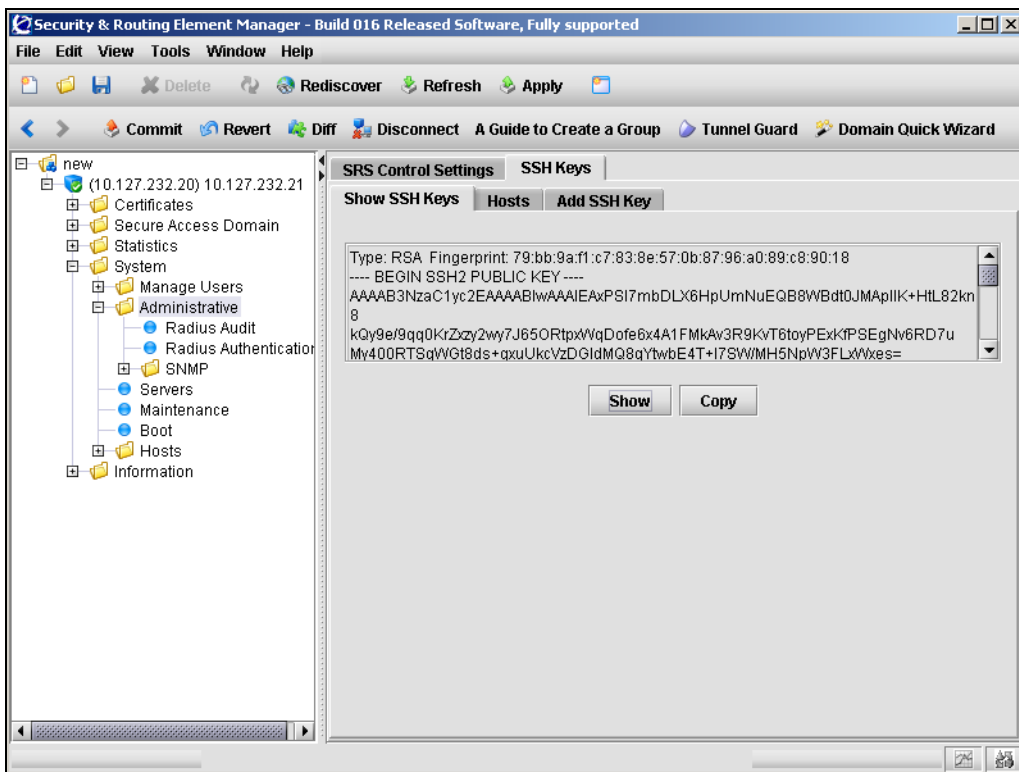 Security & Routing Element Manager - Build 016 Released Software, Fully supported
File Edit View Tools Window Help
Delete Rediscover Refresh Apply
Commit Revert Diff Disconnect A Guide to Create a Group Tunnel Guard Domain Quick Wizard
new
(10.127.232.20) 10.127.232.21
Certificates
Secure Access Domain
Statistics
System
Manage Users
Administrative
Radius Audit
Radius Authentication
SNMP
Servers
Maintenance
Boot
Hosts
Information
SRS Control Settings SSH Keys
Show SSH Keys Hosts Add SSH Key
Type: RSA Fingerprint: 79:bb:9a:f1:c7:83:8e:57:0b:87:96:a0:89:c8:90:18
---- BEGIN SSH2 PUBLIC KEY ----
AAAAB3NzaC1yc2EAAAABIwAAAIEAxPSI7mbDLX6HpUmNuEQB8WBdt0JMApIIK+HtL82kn
8
kQy9e/9qq0KrZxzy2wy7J65ORtpxWqDofe6x4A1FMkAv3R9KvT6toyPExKfPSEgNv6RD7u
My400RTSqWGt8ds+qxuUkcVzDGIdMQ8qYtwbE4T+I7SW/MH5NpW3FLxWxes=
Show Copy